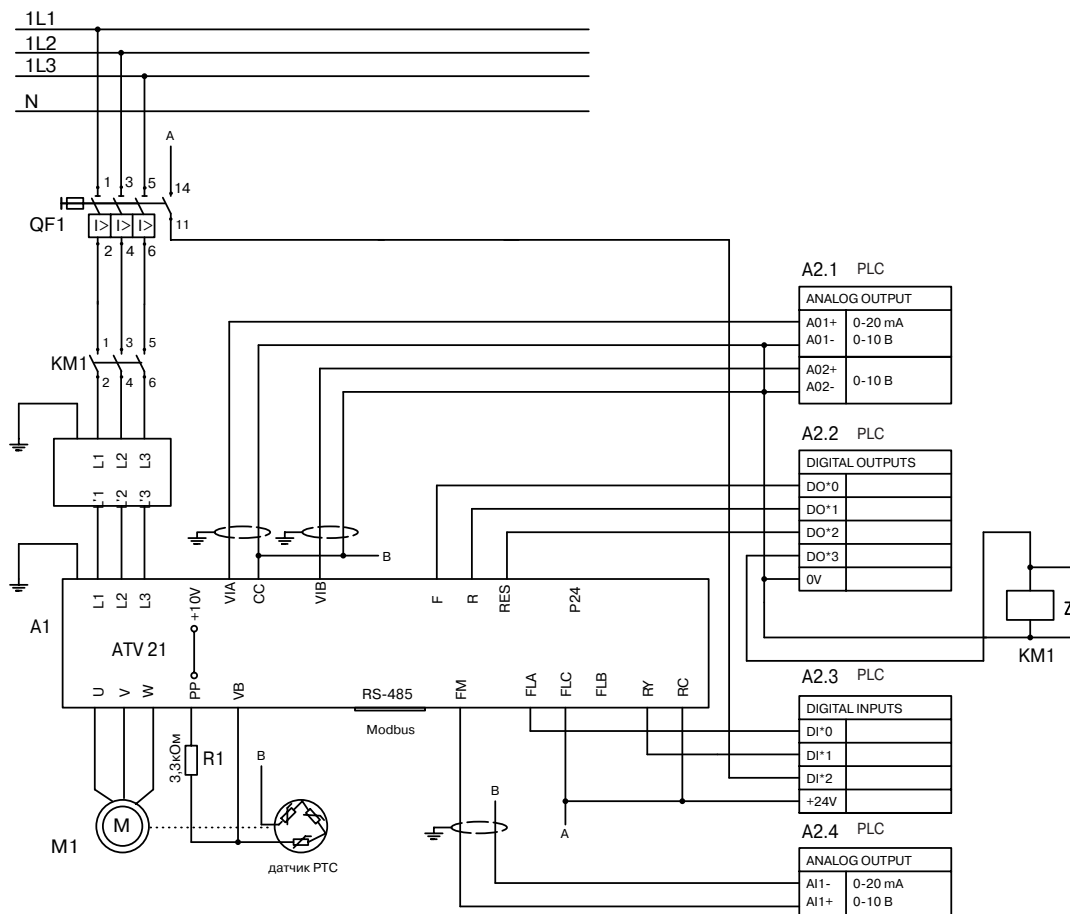 1L1
1L2
1L3
N
A
1 3 5 14
QF1
I> I> I>
11
2 4 6
A2.1 PLC
ANALOG OUTPUT
A01+ 0-20 mA
A01- 0-10 В
A02+
A02- 0-10 В
1 3 5
KM1
2 4 6
L1 L2 L3
L'1 L'2 L'3
A2.2 PLC
DIGITAL OUTPUTS
DO*0
DO*1
DO*2
DO*3
0V
B
Z
KM1
A1
L1 L2 L3 +10V VIA CC VIB F R RES P24
ATV 21
U V W PP VB RS-485 FM FLA FLC FLB RY RC
Modbus
A2.3 PLC
DIGITAL INPUTS
DI*0
DI*1
DI*2
+24V
3,3кОм
R1
B
B
A
M
M1
датчик PTC
A2.4 PLC
ANALOG OUTPUT
AI1- 0-20 mA
AI1+ 0-10 В